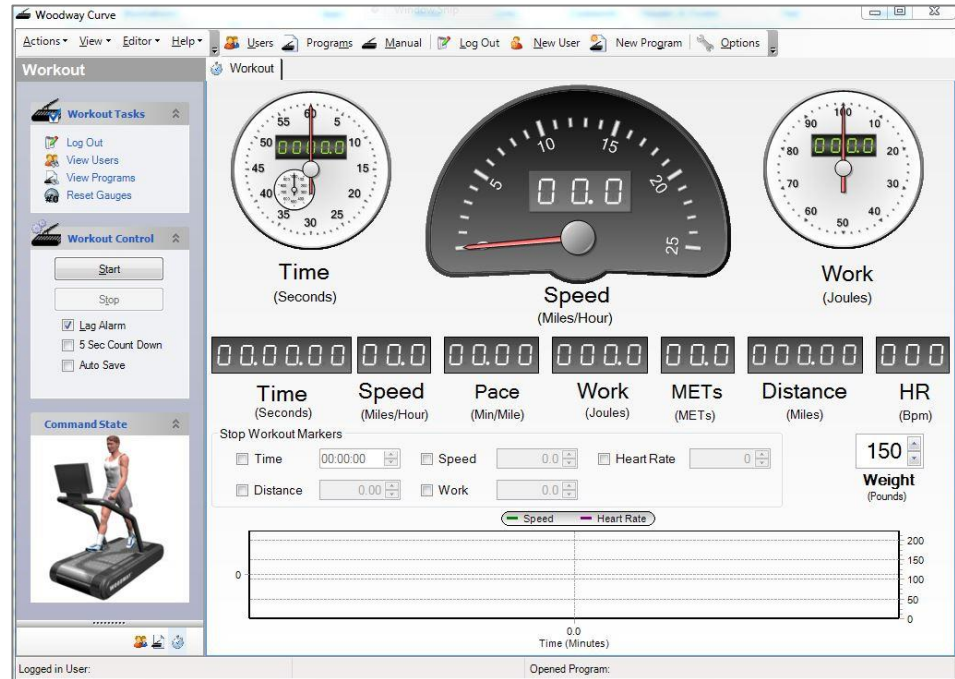 Woodway Curve
Actions View Editor Help Users Programs Manual Log Out New User New Program Options
Workout
Workout
Workout Tasks
Log Out
View Users
View Programs
Reset Gauges
Workout Control
Start
Stop
Lag Alarm
5 Sec Count Down
Auto Save
Command State
WOODWAY
55 60 5
50 0000.0 10
45 15
40 20
35 30 25
Time
(Seconds)
5 10 15 20 25
00.0
Speed
(Miles/Hour)
90 100 10
80 000.0 20
70 30
60 50 40
Work
(Joules)
00.00.00 00.0 00.00 000.0 00.0 000.00 000
Time Speed Pace Work METs Distance HR
(Seconds) (Miles/Hour) (Min/Mile) (Joules) (METs) (Miles) (Bpm)
Stop Workout Markers
Time 00:00:00 Speed 0.0 Heart Rate 0
Distance 0.00 Work 0.0
150
Weight
(Pounds)
Speed Heart Rate
200
150
0 100
50
0
0.0
Time (Minutes)
Logged in User: Opened Program: